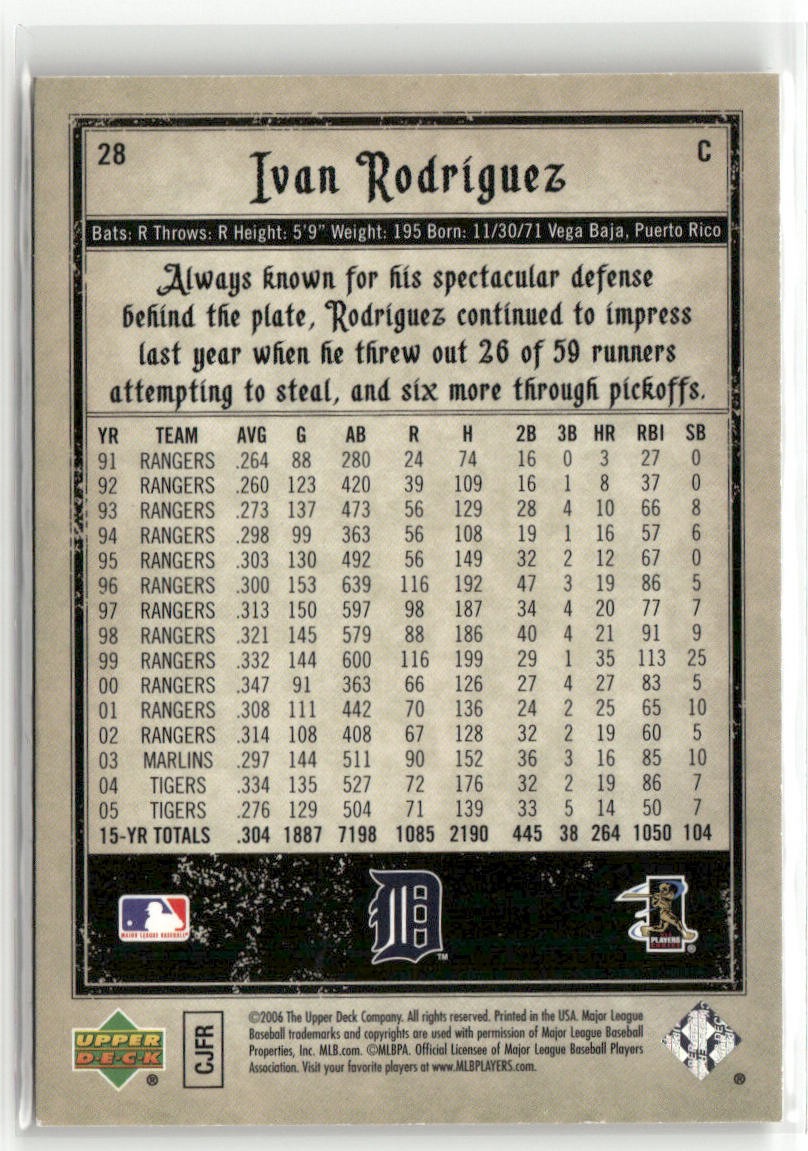 28 Ivan Rodriguez C
Bats: R Throws: R Height: 5'9" Weight: 195 Born: 11/30/71 Vega Baja, Puerto Rico
Always known for his spectacular defense
behind the plate, Rodriguez continued to impress
last year when he threw out 26 of 59 runners
attempting to steal, and six more through pickoffs.
YR TEAM AVG G AB R H 2B 3B HR RBI SB
91 RANGERS .264 88 280 24 74 16 0 3 27 0
92 RANGERS .260 123 420 39 109 16 1 8 37 0
93 RANGERS .273 137 473 56 129 28 4 10 66 8
94 RANGERS .298 99 363 56 108 19 1 16 57 6
95 RANGERS .303 130 492 56 149 32 2 12 67 0
96 RANGERS .300 153 639 116 192 47 3 19 86 5
97 RANGERS .313 150 597 98 187 34 4 20 77 7
98 RANGERS .321 145 579 88 186 40 4 21 91 9
99 RANGERS .332 144 600 116 199 29 1 35 113 25
00 RANGERS .347 91 363 66 126 27 4 27 83 5
01 RANGERS .308 111 442 70 136 24 2 25 65 10
02 RANGERS .314 108 408 67 128 32 2 19 60 5
03 MARLINS .297 144 511 90 152 36 3 16 85 10
04 TIGERS .334 135 527 72 176 32 2 19 86 7
05 TIGERS .276 129 504 71 139 33 5 14 50 7
15-YR TOTALS .304 1887 7198 1085 2190 445 38 264 1050 104
MAJOR LEAGUE BASEBALL
D ™
PLAYERS ®
UPPER
DECK ®
CJFR
©2006 The Upper Deck Company. All rights reserved. Printed in the USA. Major League
Baseball trademarks and copyrights are used with permission of Major League Baseball
Properties, Inc. MLB.com. ©MLBPA. Official Licensee of Major League Baseball Players
Association. Visit your favorite players at www.MLBPLAYERS.com.
®